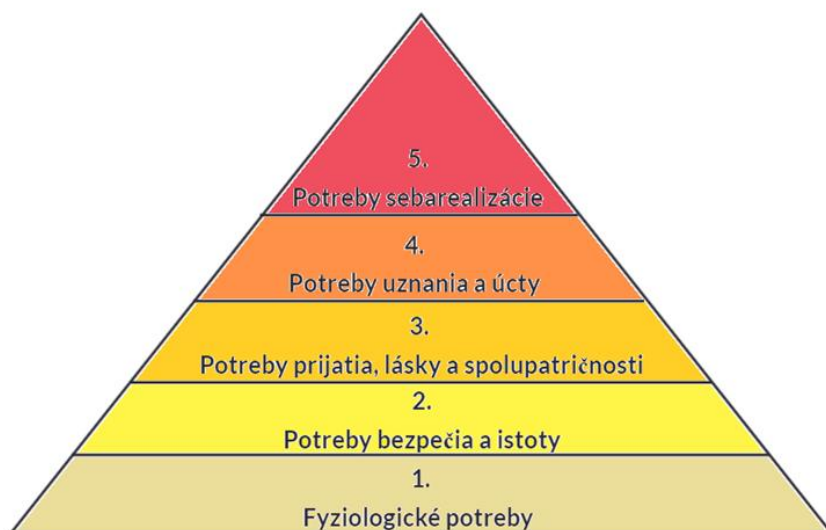 5.
Potreby sebarealizácie
4.
Potreby uznania a úcty
3.
Potreby prijatia, lásky a spolupatričnosti
2.
Potreby bezpečia a istoty
1.
Fyziologické potreby